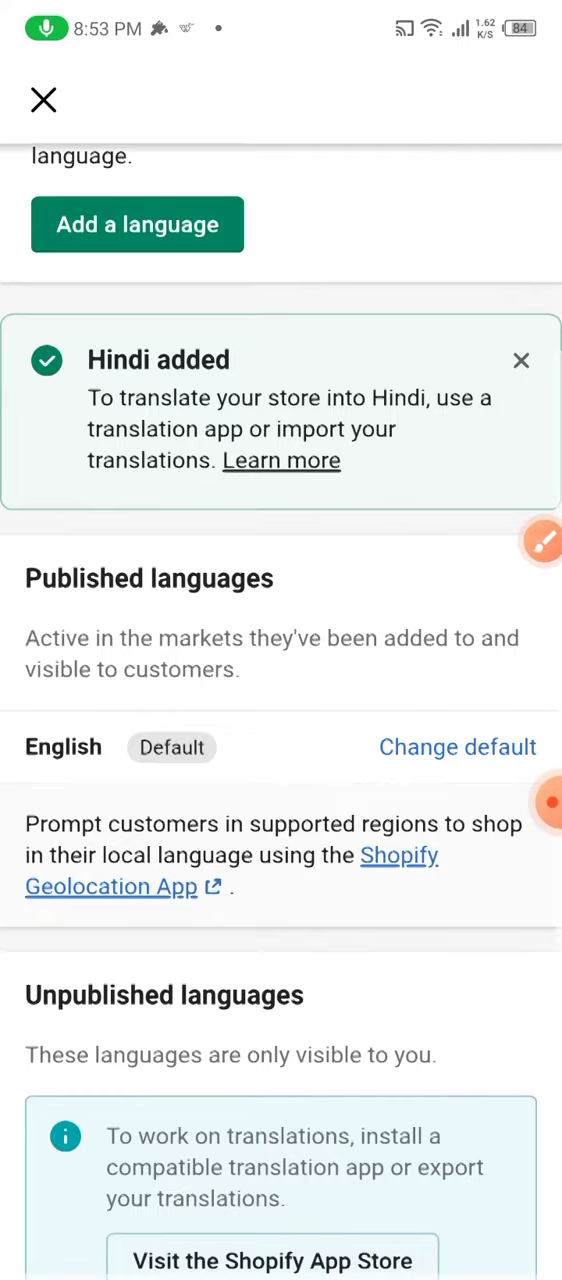 8:53 PM
1.62
K/S
84
language.
Add a language
Hindi added
To translate your store into Hindi, use a
translation app or import your
translations. Learn more
Published languages
Active in the markets they've been added to and
visible to customers.
English Default Change default
Prompt customers in supported regions to shop
in their local language using the Shopify
Geolocation App .
Unpublished languages
These languages are only visible to you.
To work on translations, install a
compatible translation app or export
your translations.
Visit the Shopify App Store